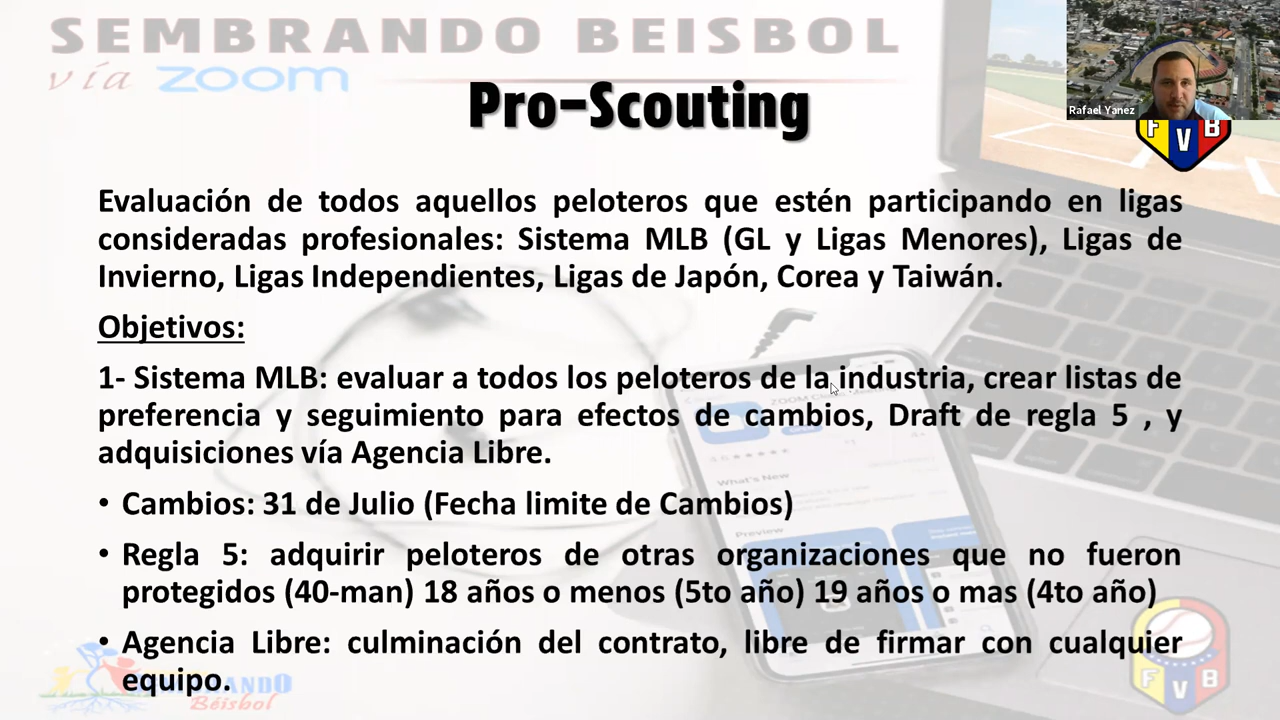 SEMBRANDO BEISBOL
vía zoom
Pro-Scouting
Rafael Yanez
F V B
Evaluación de todos aquellos peloteros que estén participando en ligas
consideradas profesionales: Sistema MLB (GL y Ligas Menores), Ligas de
Invierno, Ligas Independientes, Ligas de Japón, Corea y Taiwán.
Objetivos:
1- Sistema MLB: evaluar a todos los peloteros de la industria, crear listas de
preferencia y seguimiento para efectos de cambios, Draft de regla 5 , y
adquisiciones vía Agencia Libre.
What's New
Preview
• Cambios: 31 de Julio (Fecha limite de Cambios)
• Regla 5: adquirir peloteros de otras organizaciones que no fueron
protegidos (40-man) 18 años o menos (5to año) 19 años o mas (4to año)
• Agencia Libre: culminación del contrato, libre de firmar con cualquier
equipo.
Béisbol
F V B